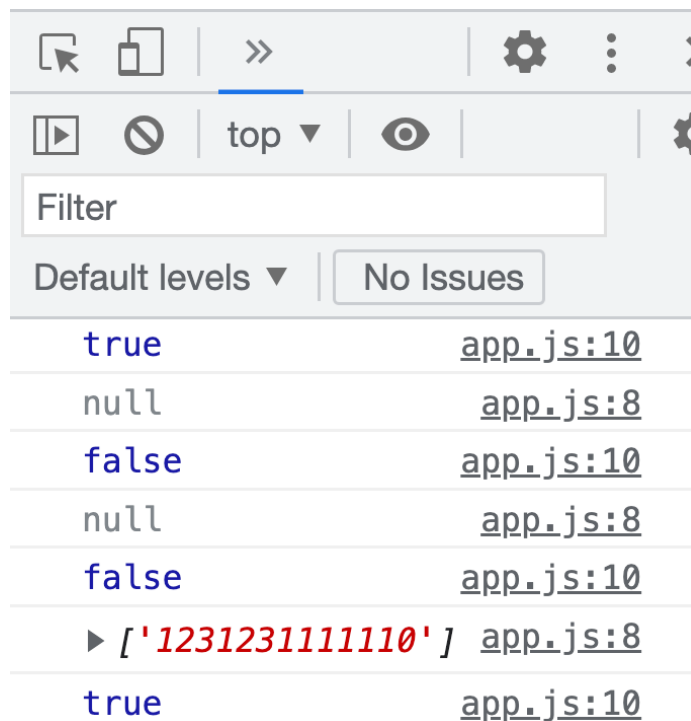 top
Filter
Default levels No Issues
true app.js:10
null app.js:8
false app.js:10
null app.js:8
false app.js:10
['1231231111110'] app.js:8
true app.js:10